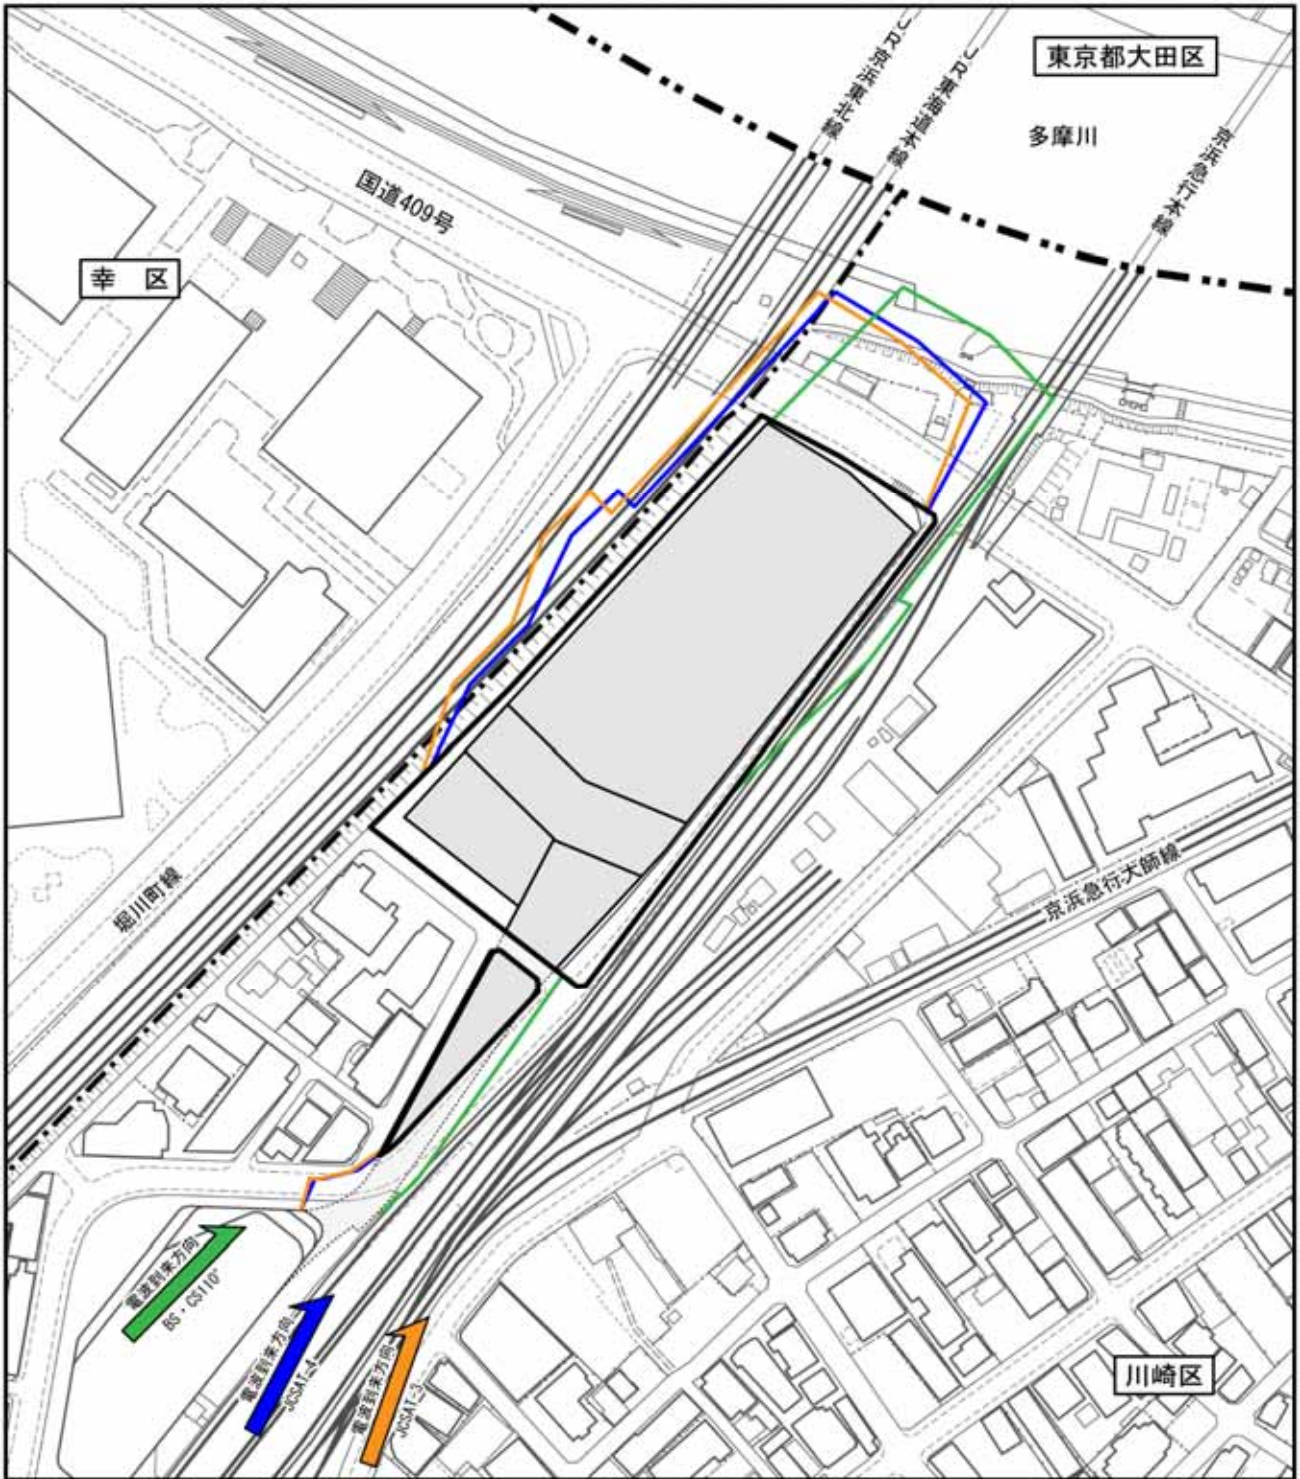 東京都大田区
JR京浜東北線
JR東海道本線
多摩川
京浜急行本線
国道409号
幸 区
堀川町線
京浜急行大師線
電波到来方向
BS・CS110°
電波到来方向
JCSAT-4
電波到来方向
JCSAT-3
川崎区